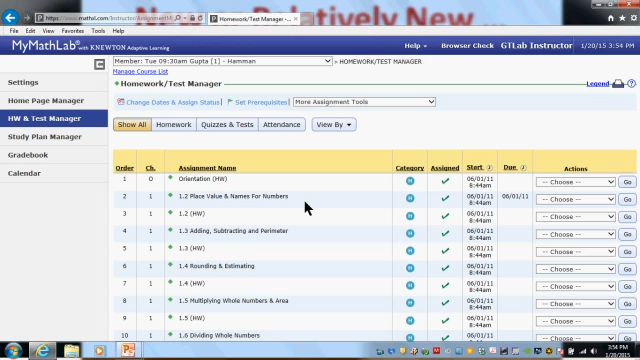 New - Relatively New ...
https://www.mathxl.com/Instructor/AssignmentM
Homework/Test Manager - ...
File Edit View Favorites Tools Help
MyMathLab® with KNEWTON Adaptive Learning
Help Browser Check GTLab Instructor 1/20/15 3:54 PM
Member: Tue 09:30am Gupta [1] - Hamman > HOMEWORK/TEST MANAGER
Manage Course List
Settings
Home Page Manager
HW & Test Manager
Study Plan Manager
Gradebook
Calendar
Homework/Test Manager
Legend
Change Dates & Assign Status | Set Prerequisites | More Assignment Tools
Show All Homework Quizzes & Tests Attendance View By
Order Ch. Assignment Name Category Assigned Start Due Actions
1 O Orientation (HW) H 06/01/11 8:44am -- Choose -- Go
2 1 1.2 Place Value & Names For Numbers H 06/01/11 8:44am 06/01/11 -- Choose -- Go
3 1 1.2 (HW) H 06/01/11 8:44am -- Choose -- Go
4 1 1.3 Adding, Subtracting and Perimeter H 06/01/11 8:44am -- Choose -- Go
5 1 1.3 (HW) H 06/01/11 8:44am -- Choose -- Go
6 1 1.4 Rounding & Estimating H 06/01/11 8:44am -- Choose -- Go
7 1 1.4 (HW) H 06/01/11 8:44am -- Choose -- Go
8 1 1.5 Multiplying Whole Numbers & Area H 06/01/11 8:44am -- Choose -- Go
9 1 1.5 (HW) H 06/01/11 8:44am -- Choose -- Go
10 1 1.6 Dividing Whole Numbers H 06/01/11 -- Choose -- Go
3:54 PM
1/20/2015